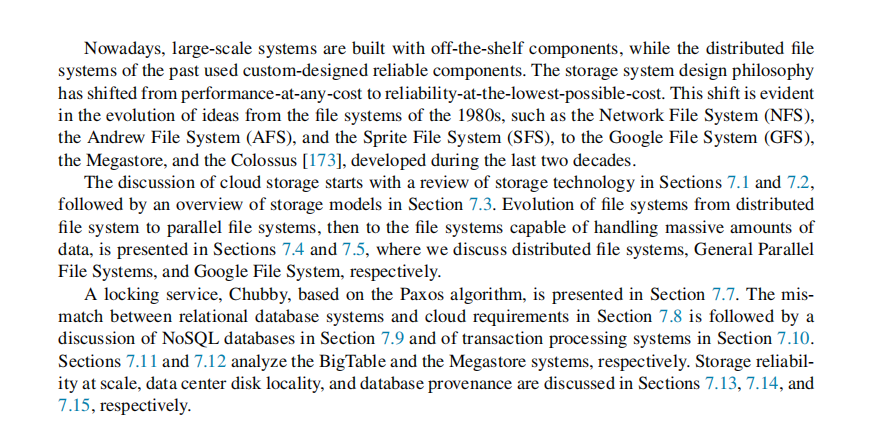 Nowadays, large-scale systems are built with off-the-shelf components, while the distributed file
systems of the past used custom-designed reliable components. The storage system design philosophy
has shifted from performance-at-any-cost to reliability-at-the-lowest-possible-cost. This shift is evident
in the evolution of ideas from the file systems of the 1980s, such as the Network File System (NFS),
the Andrew File System (AFS), and the Sprite File System (SFS), to the Google File System (GFS),
the Megastore, and the Colossus [173], developed during the last two decades.
The discussion of cloud storage starts with a review of storage technology in Sections 7.1 and 7.2,
followed by an overview of storage models in Section 7.3. Evolution of file systems from distributed
file system to parallel file systems, then to the file systems capable of handling massive amounts of
data, is presented in Sections 7.4 and 7.5, where we discuss distributed file systems, General Parallel
File Systems, and Google File System, respectively.
A locking service, Chubby, based on the Paxos algorithm, is presented in Section 7.7. The mis-
match between relational database systems and cloud requirements in Section 7.8 is followed by a
discussion of NoSQL databases in Section 7.9 and of transaction processing systems in Section 7.10.
Sections 7.11 and 7.12 analyze the BigTable and the Megastore systems, respectively. Storage reliabil-
ity at scale, data center disk locality, and database provenance are discussed in Sections 7.13, 7.14, and
7.15, respectively.